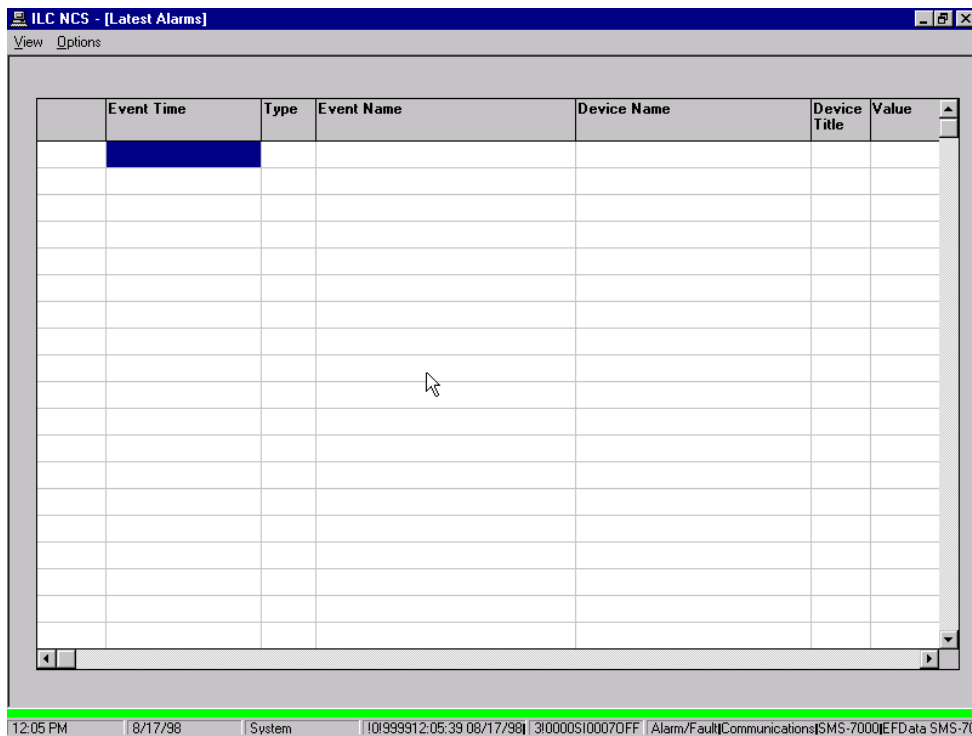 ILC NCS - [Latest Alarms]
View Options
Event Time Type Event Name Device Name Device Title Value
12:05 PM 8/17/98 System !0!999912:05:39 08/17/98| 3!0000S!0007OFF Alarm/Fault|Communications|SMS-7000|EFData SMS-70